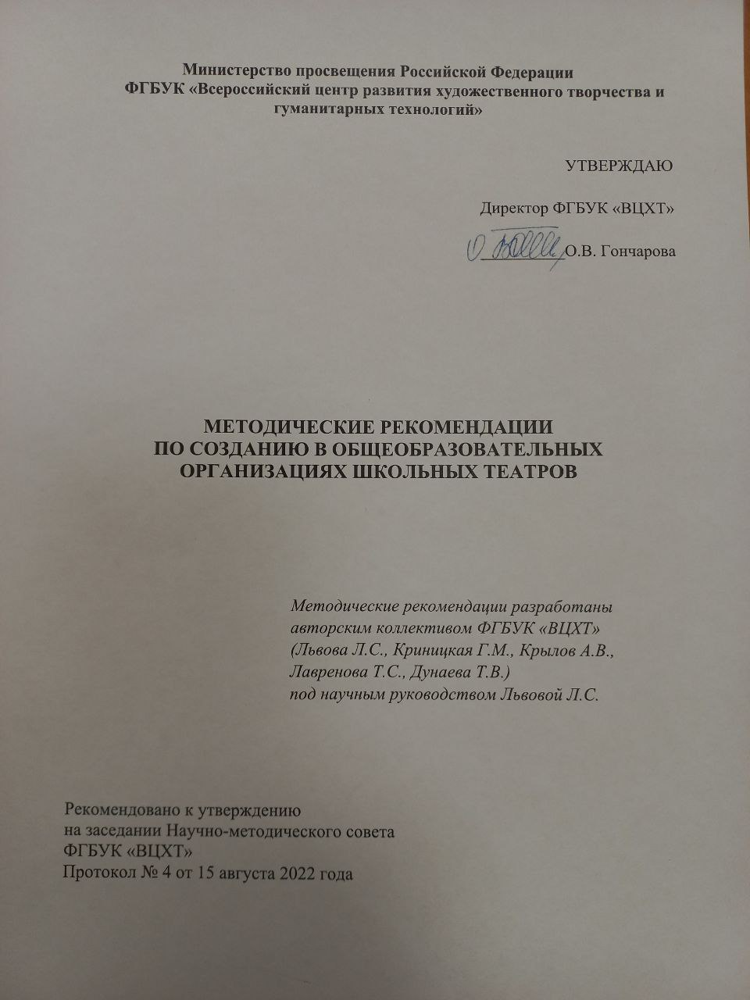 Министерство просвещения Российской Федерации
ФГБУК «Всероссийский центр развития художественного творчества и
гуманитарных технологий»
УТВЕРЖДАЮ
Директор ФГБУК «ВЦХТ»
О.В. Гончарова
МЕТОДИЧЕСКИЕ РЕКОМЕНДАЦИИ
ПО СОЗДАНИЮ В ОБЩЕОБРАЗОВАТЕЛЬНЫХ
ОРГАНИЗАЦИЯХ ШКОЛЬНЫХ ТЕАТРОВ
Методические рекомендации разработаны
авторским коллективом ФГБУК «ВЦХТ»
(Львова Л.С., Криницкая Г.М., Крылов А.В.,
Лавренова Т.С., Дунаева Т.В.)
под научным руководством Львовой Л.С.
Рекомендовано к утверждению
на заседании Научно-методического совета
ФГБУК «ВЦХТ»
Протокол № 4 от 15 августа 2022 года